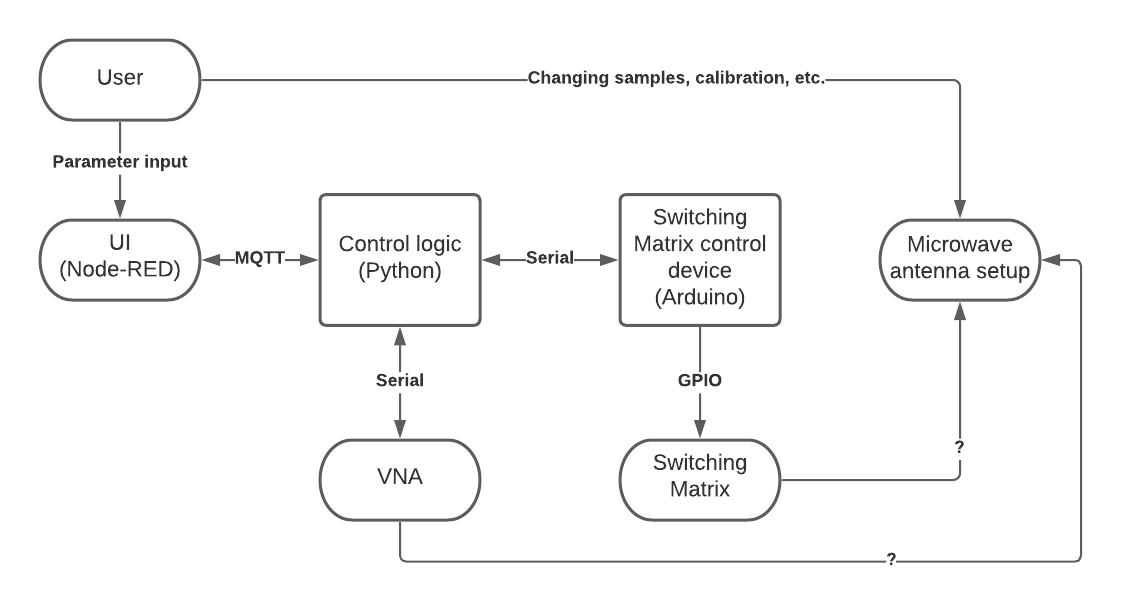 User
Changing samples, calibration, etc.
Parameter input
UI
(Node-RED)
MQTT
Control logic
(Python)
Serial
Switching
Matrix control
device
(Arduino)
Microwave
antenna setup
Serial
GPIO
VNA
Switching
Matrix
?
?